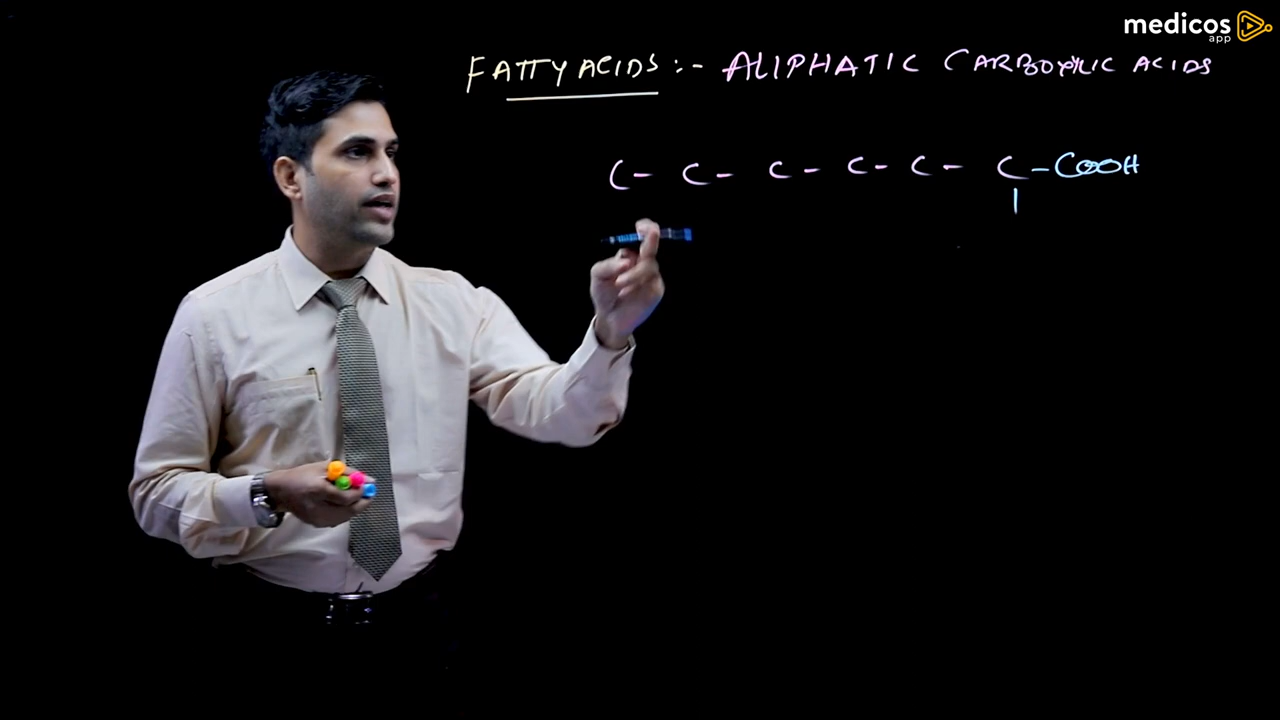 medicos
app
FATTY ACIDS :- ALIPHATIC CARBOXYLIC ACIDS
C - C - C - C - C - C - COOH